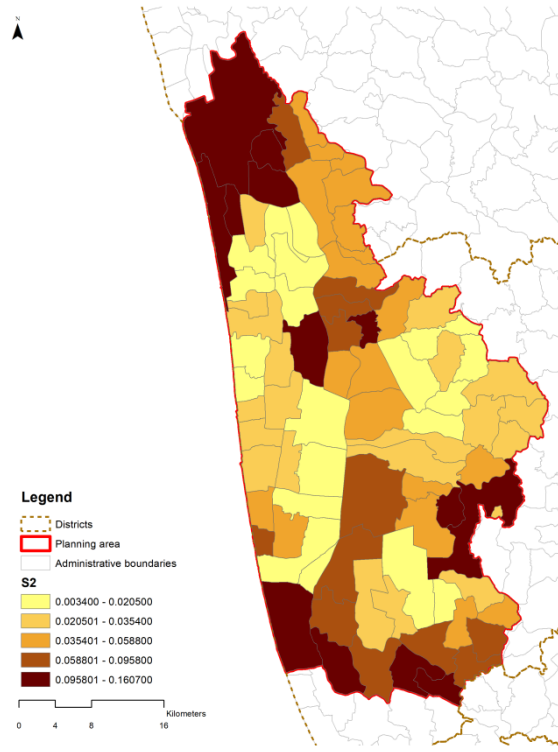 N
Legend
Districts
Planning area
Administrative boundaries
S2
0.003400 - 0.020500
0.020501 - 0.035400
0.035401 - 0.058800
0.058801 - 0.095800
0.095801 - 0.160700
Kilometers
0 4 8 16